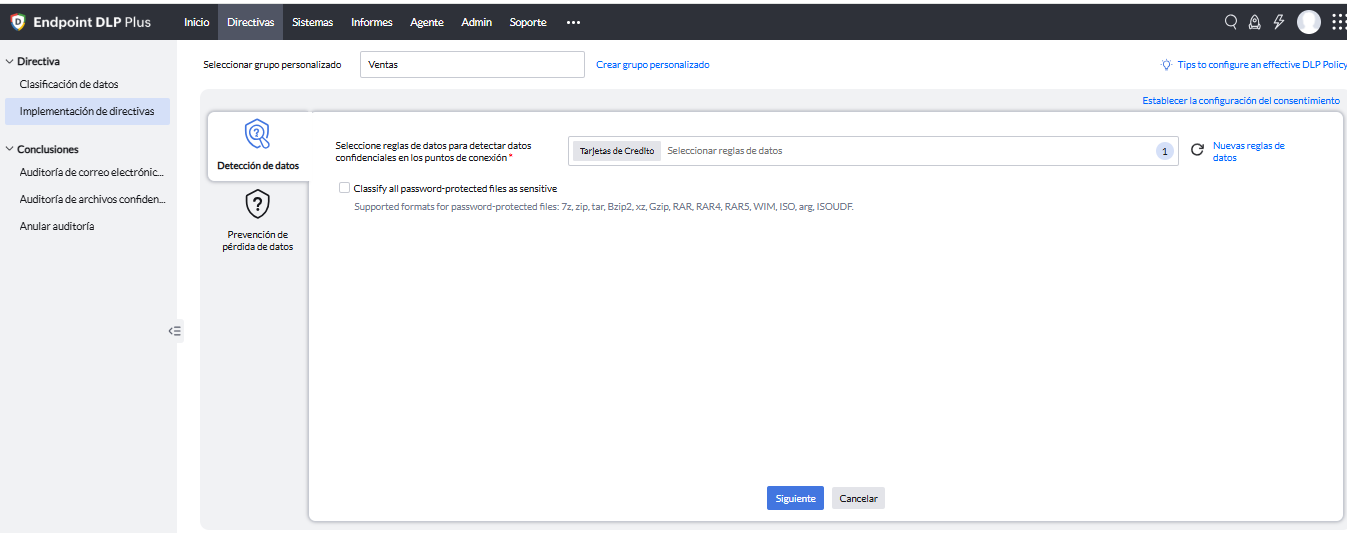 Endpoint DLP Plus
Inicio Directivas Sistemas Informes Agente Admin Soporte ...
Directiva
Clasificación de datos
Implementación de directivas
Conclusiones
Auditoría de correo electrónic...
Auditoría de archivos confiden...
Anular auditoría
Seleccionar grupo personalizado Ventas Crear grupo personalizado
Tips to configure an effective DLP Policy
Establecer la configuración del consentimiento
Detección de datos
Prevención de
pérdida de datos
Seleccione reglas de datos para detectar datos
confidenciales en los puntos de conexión *
Tarjetas de Credito Seleccionar reglas de datos 1
Nuevas reglas de
datos
Classify all password-protected files as sensitive
Supported formats for password-protected files: 7z, zip, tar, Bzip2, xz, Gzip, RAR, RAR4, RAR5, WIM, ISO, arg, ISOUDF.
Siguiente Cancelar